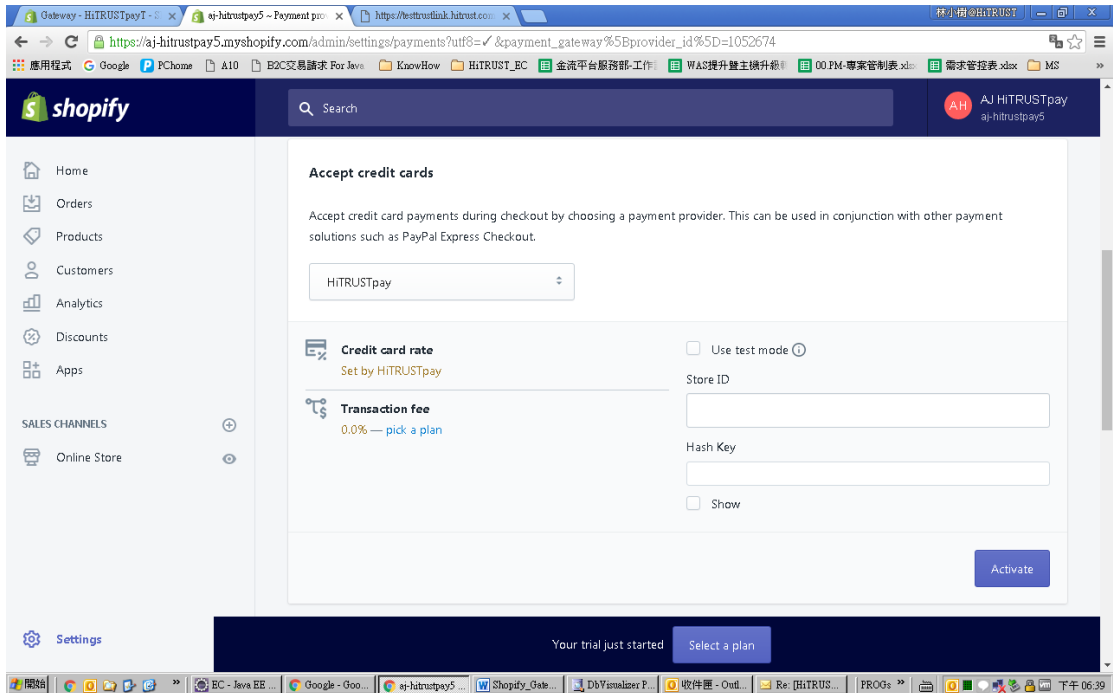 Gateway - HiTRUSTpayT - S
aj-hitrustpay5 ~ Payment prov
https://testtrustlink.hitrust.com
林小樹@HiTRUST
https://aj-hitrustpay5.myshopify.com/admin/settings/payments?utf8=✓&payment_gateway%5Bprovider_id%5D=1052674
應用程式
Google
PChome
A10
B2C交易請求 For Java
KnowHow
HiTRUST_EC
金流平台服務部-工作
WAS提升暨主機升級
00.PM-專案管制表.xlsx
需求管控表.xlsx
MS
»
shopify
Search
AH
AJ HiTRUSTpay
aj-hitrustpay5
Home
Orders
Products
Customers
Analytics
Discounts
Apps
SALES CHANNELS
Online Store
Settings
Accept credit cards
Accept credit card payments during checkout by choosing a payment provider. This can be used in conjunction with other payment
solutions such as PayPal Express Checkout.
HiTRUSTpay
Credit card rate
Set by HiTRUSTpay
Transaction fee
0.0% — pick a plan
Use test mode
Store ID
Hash Key
Show
Activate
Your trial just started
Select a plan
開始
»
EC - Java EE ...
Google - Goo...
aj-hitrustpay5 ...
Shopify_Gate...
DbVisualizer P...
收件匣 - Outl...
Re: [HiTRUS...
PROGs »
下午 06:39